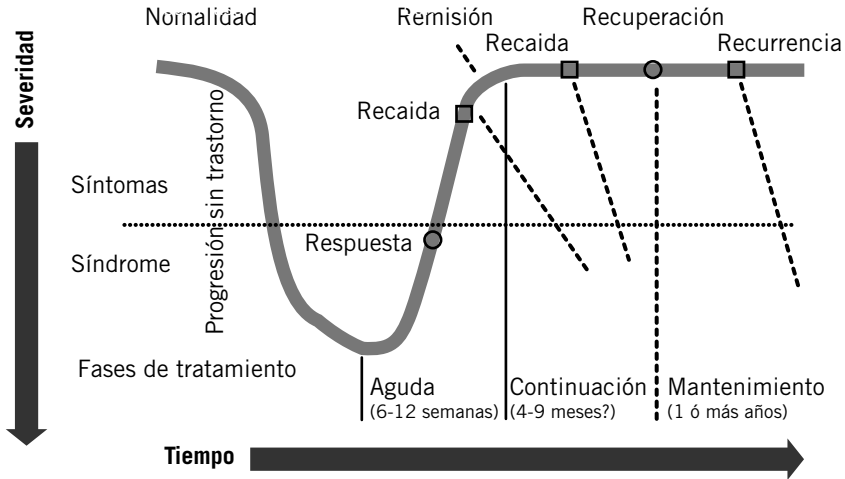 Normalidad
Remisión
Recuperación
Recaida
Recurrencia
Severidad
Recaida
Progresión sin trastorno
Síntomas
Respuesta
Síndrome
Fases de tratamiento
Aguda
(6-12 semanas)
Continuación
(4-9 meses?)
Mantenimiento
(1 ó más años)
Tiempo